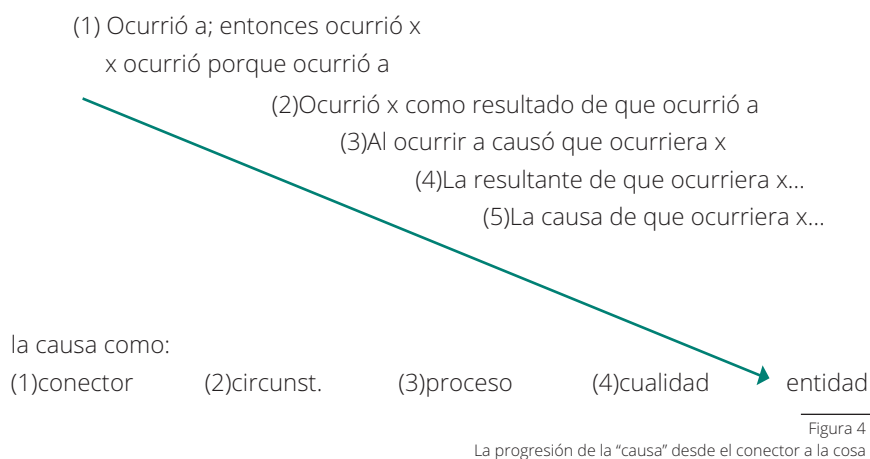 (1) Ocurrió a; entonces ocurrió x
x ocurrió porque ocurrió a
(2)Ocurrió x como resultado de que ocurrió a
(3)Al ocurrir a causó que ocurriera x
(4)La resultante de que ocurriera x...
(5)La causa de que ocurriera x...
la causa como:
(1)conector (2)circunst. (3)proceso (4)cualidad entidad
Figura 4
La progresión de la “causa” desde el conector a la cosa